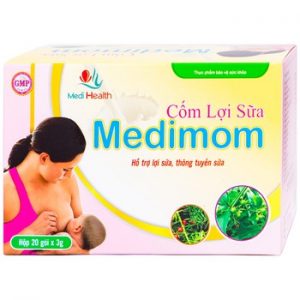 Thực phẩm bảo vệ sức khỏe
GMP
Medi Health
Cốm Lợi Sữa
Medimom
Hỗ trợ lợi sữa, thông tuyến sữa
Hộp 20 gói x 3g